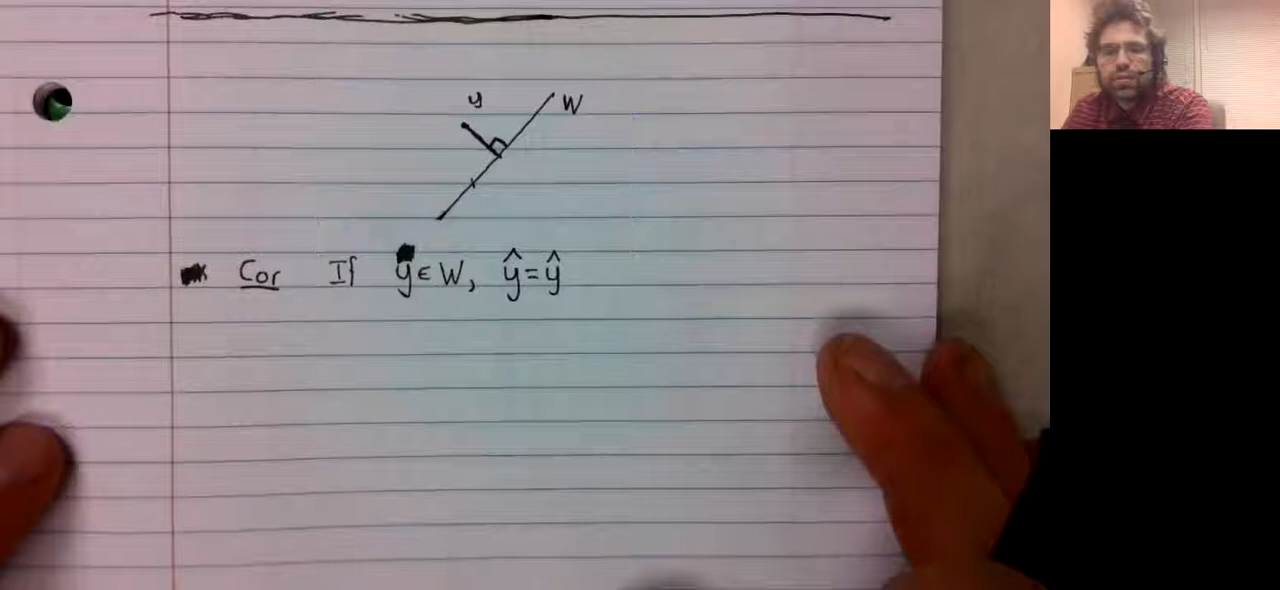 y
W
Cor If y ∈ W, ŷ = ŷ